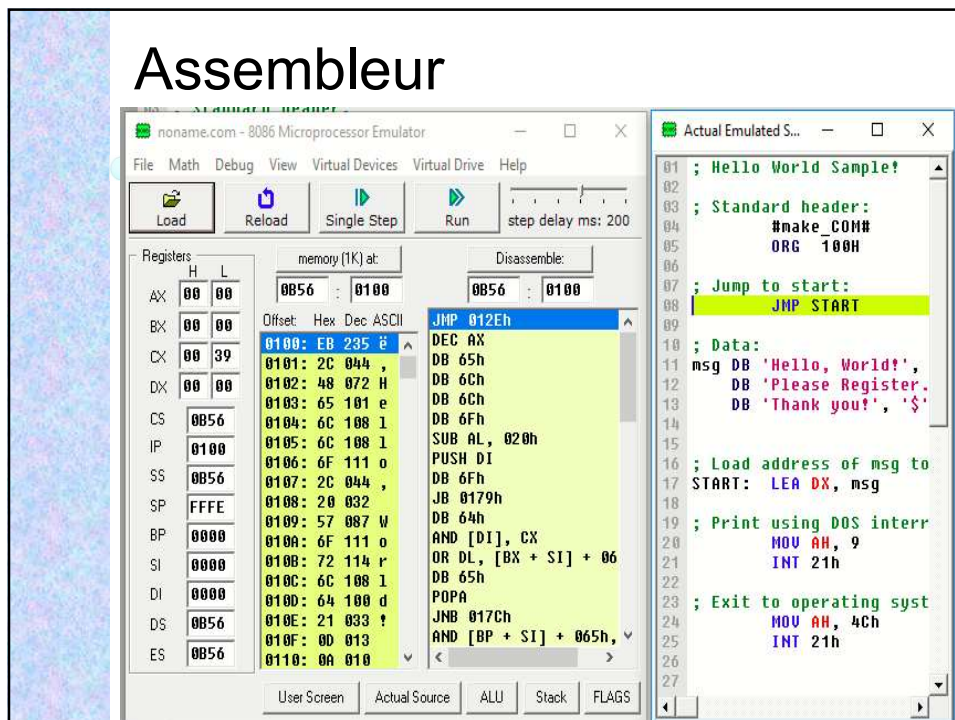 Assembleur
Standard header:
noname.com - 8086 Microprocessor Emulator
File Math Debug View Virtual Devices Virtual Drive Help
Load Reload Single Step Run step delay ms: 200
Registers
H L
AX 00 00
BX 00 00
CX 00 39
DX 00 00
CS 0B56
IP 0100
SS 0B56
SP FFFE
BP 0000
SI 0000
DI 0000
DS 0B56
ES 0B56
memory (1K) at:
0B56 : 0100
Offset: Hex Dec ASCII
0100: EB 235 ë
0101: 2C 044 ,
0102: 48 072 H
0103: 65 101 e
0104: 6C 108 l
0105: 6C 108 l
0106: 6F 111 o
0107: 2C 044 ,
0108: 20 032
0109: 57 087 W
010A: 6F 111 o
010B: 72 114 r
010C: 6C 108 l
010D: 64 100 d
010E: 21 033 !
010F: 0D 013
0110: 0A 010
Disassemble:
0B56 : 0100
JMP 012Eh
DEC AX
DB 65h
DB 6Ch
DB 6Ch
DB 6Fh
SUB AL, 020h
PUSH DI
DB 6Fh
JB 0179h
DB 64h
AND [DI], CX
OR DL, [BX + SI] + 06
DB 65h
POPA
JNB 017Ch
AND [BP + SI] + 065h,
User Screen Actual Source ALU Stack FLAGS
Actual Emulated S...
01 ; Hello World Sample!
02
03 ; Standard header:
04 #make_COM#
05 ORG 100H
06
07 ; Jump to start:
08 JMP START
09
10 ; Data:
11 msg DB 'Hello, World!',
12 DB 'Please Register.
13 DB 'Thank you!', '$'
14
15
16 ; Load address of msg to
17 START: LEA DX, msg
18
19 ; Print using DOS interr
20 MOV AH, 9
21 INT 21h
22
23 ; Exit to operating syst
24 MOV AH, 4Ch
25 INT 21h
26
27